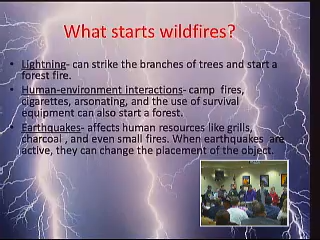 What starts wildfires?
• Lightning- can strike the branches of trees and start a
forest fire.
• Human-environment interactions- camp fires,
cigarettes, arsonating, and the use of survival
equipment can also start a forest.
• Earthquakes- affects human resources like grills,
charcoal , and even small fires. When earthquakes are
active, they can change the placement of the object.